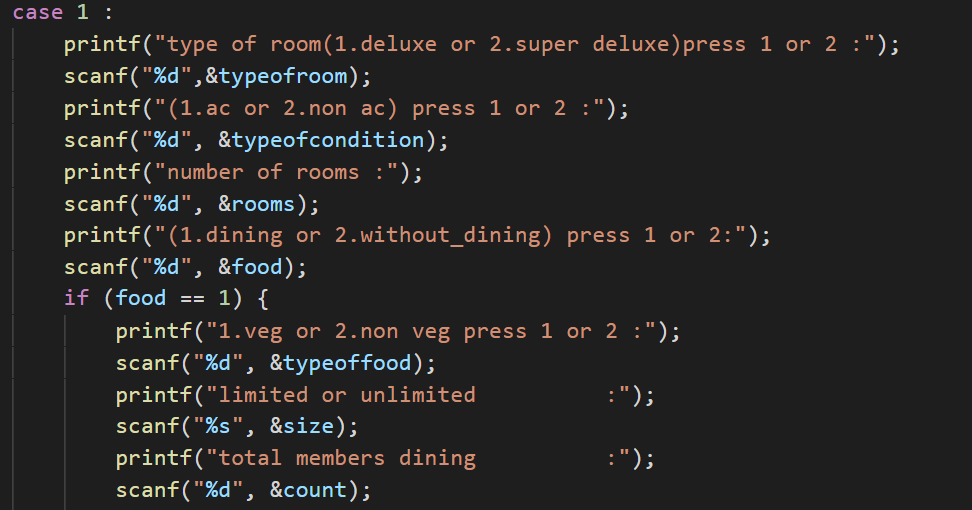 case 1 :
printf("type of room(1.deluxe or 2.super deluxe)press 1 or 2 :");
scanf("%d",&typeofroom);
printf("(1.ac or 2.non ac) press 1 or 2 :");
scanf("%d", &typeofcondition);
printf("number of rooms :");
scanf("%d", &rooms);
printf("(1.dining or 2.without_dining) press 1 or 2:");
scanf("%d", &food);
if (food == 1) {
printf("1.veg or 2.non veg press 1 or 2 :");
scanf("%d", &typeoffood);
printf("limited or unlimited          :");
scanf("%s", &size);
printf("total members dining          :");
scanf("%d", &count);